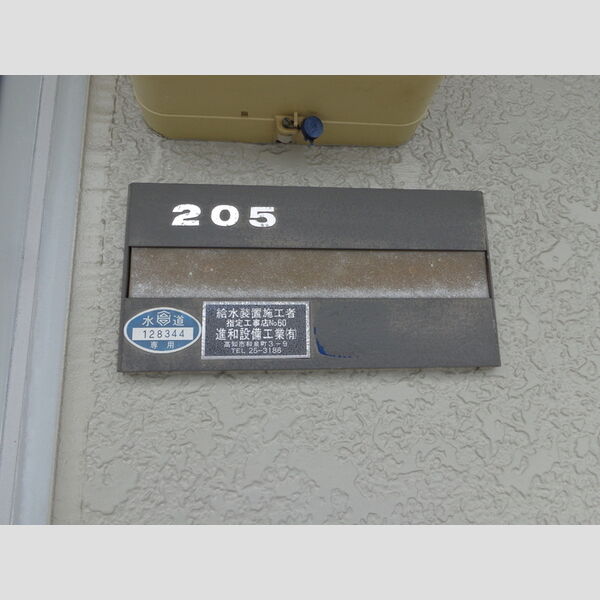 205
水道
128344
専用
給水装置施工者
指定工事店No.60
進和設備工業(有)
高知市和泉町3-9
TEL 25-3186